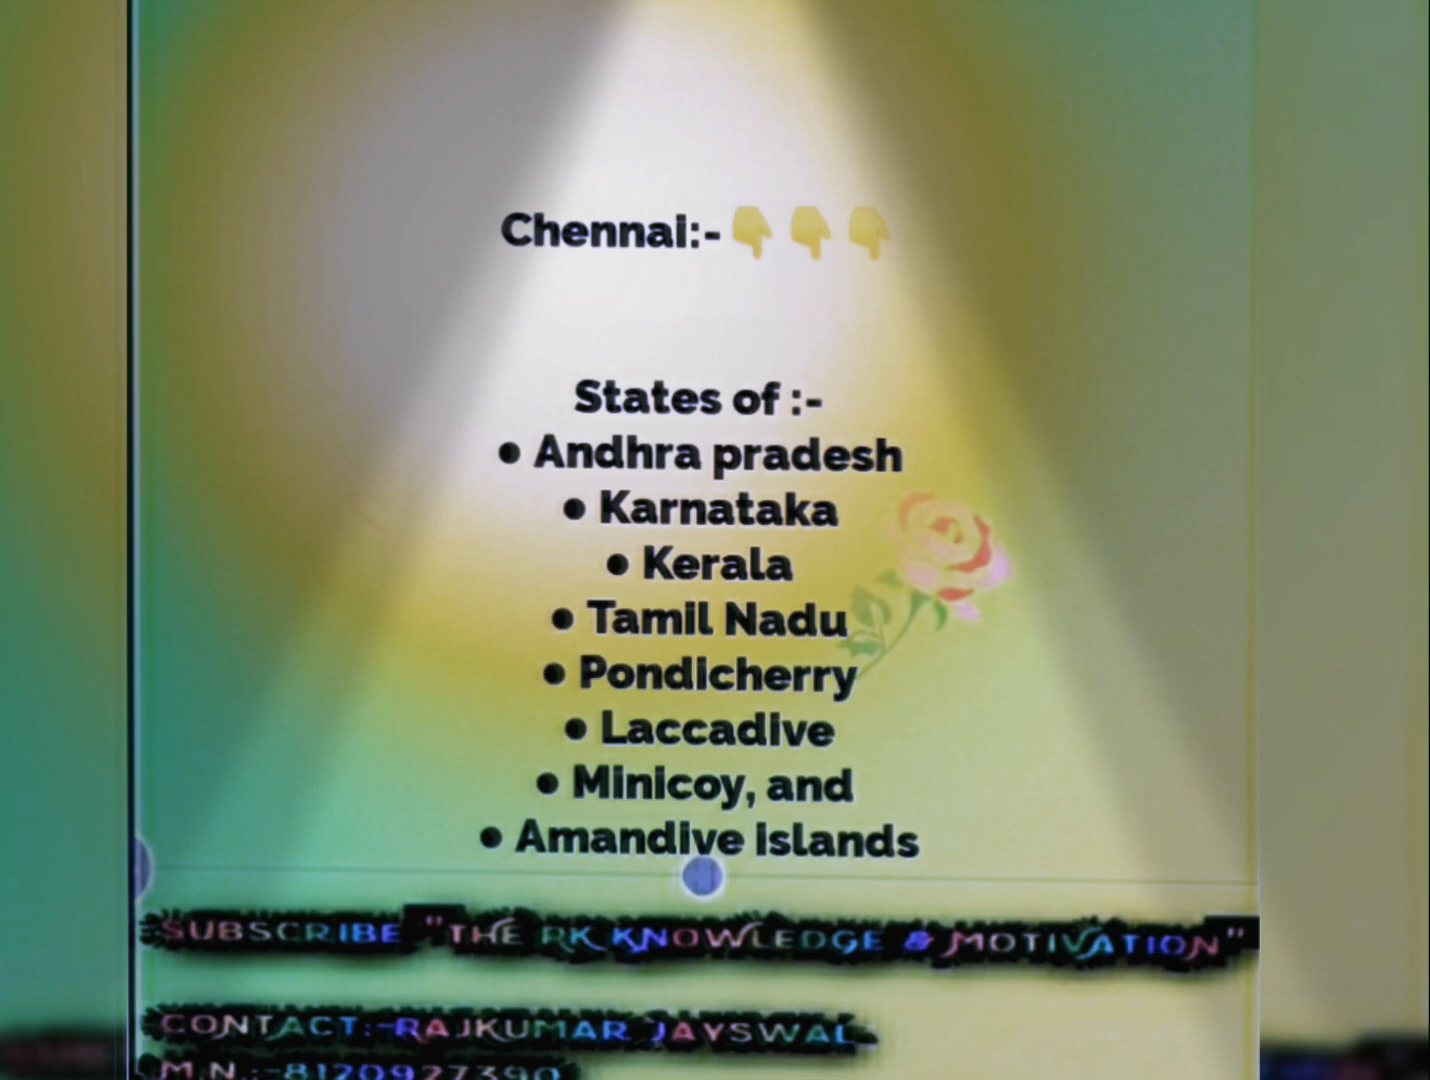 Chennai:-👇👇👇
States of :-
● Andhra pradesh
● Karnataka
● Kerala
● Tamil Nadu
● Pondicherry
● Laccadive
● Minicoy, and
● Amandive islands
SUBSCRIBE "THE RK KNOWLEDGE & MOTIVATION"
CONTACT:-RAJKUMAR JAYSWAL
M.N.:-8120927390